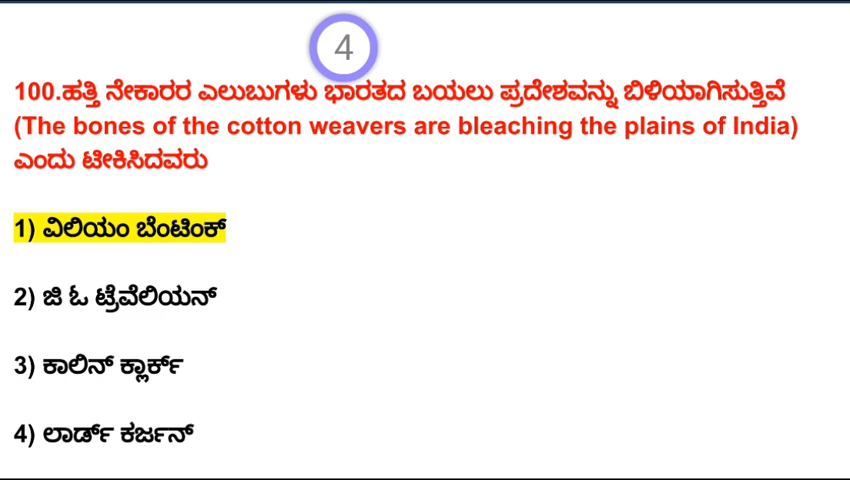 4
100.ಹತ್ತಿ ನೇಕಾರರ ಎಲುಬುಗಳು ಭಾರತದ ಬಯಲು ಪ್ರದೇಶವನ್ನು ಬಿಳಿಯಾಗಿಸುತ್ತಿವೆ
(The bones of the cotton weavers are bleaching the plains of India)
ಎಂದು ಟೀಕಿಸಿದವರು
1) ವಿಲಿಯಂ ಬೆಂಟಿಂಕ್
2) ಜಿ ಓ ಟ್ರೆವೆಲಿಯನ್
3) ಕಾಲಿನ್ ಕ್ಲಾರ್ಕ್
4) ಲಾರ್ಡ್ ಕರ್ಜನ್